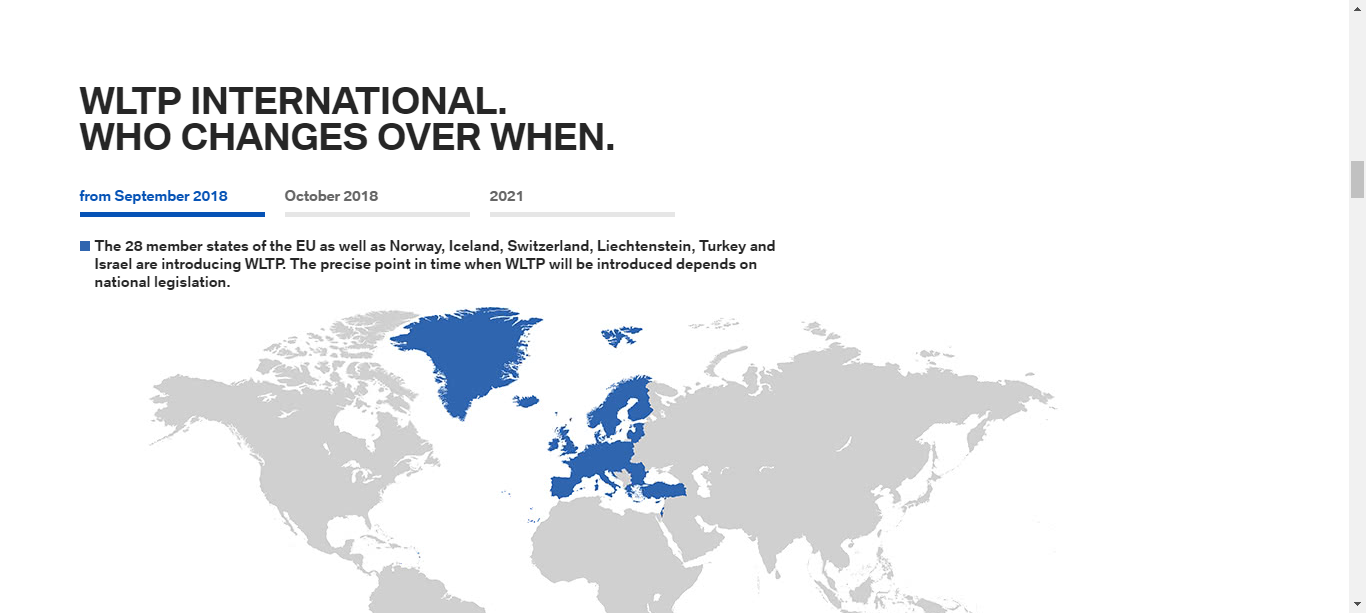 WLTP INTERNATIONAL.
WHO CHANGES OVER WHEN.
from September 2018
October 2018
2021
The 28 member states of the EU as well as Norway, Iceland, Switzerland, Liechtenstein, Turkey and
Israel are introducing WLTP. The precise point in time when WLTP will be introduced depends on
national legislation.